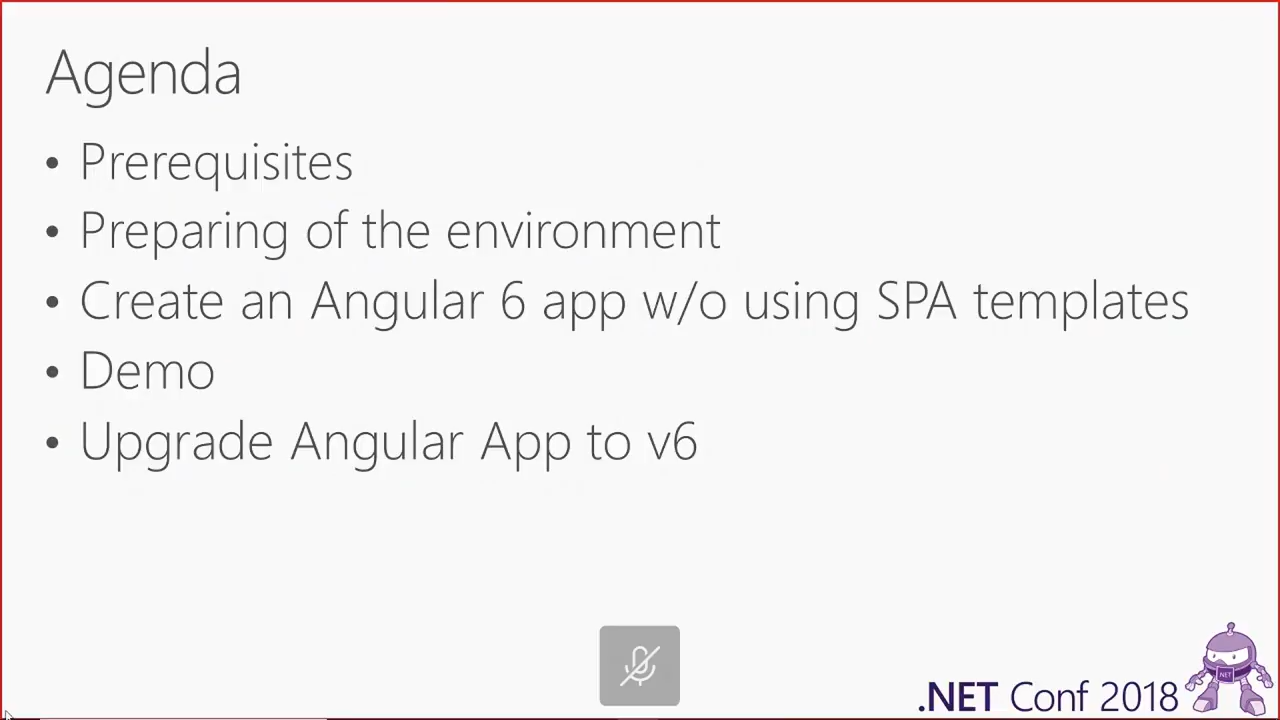 Agenda
• Prerequisites
• Preparing of the environment
• Create an Angular 6 app w/o using SPA templates
• Demo
• Upgrade Angular App to v6
.NET Conf 2018
.NET